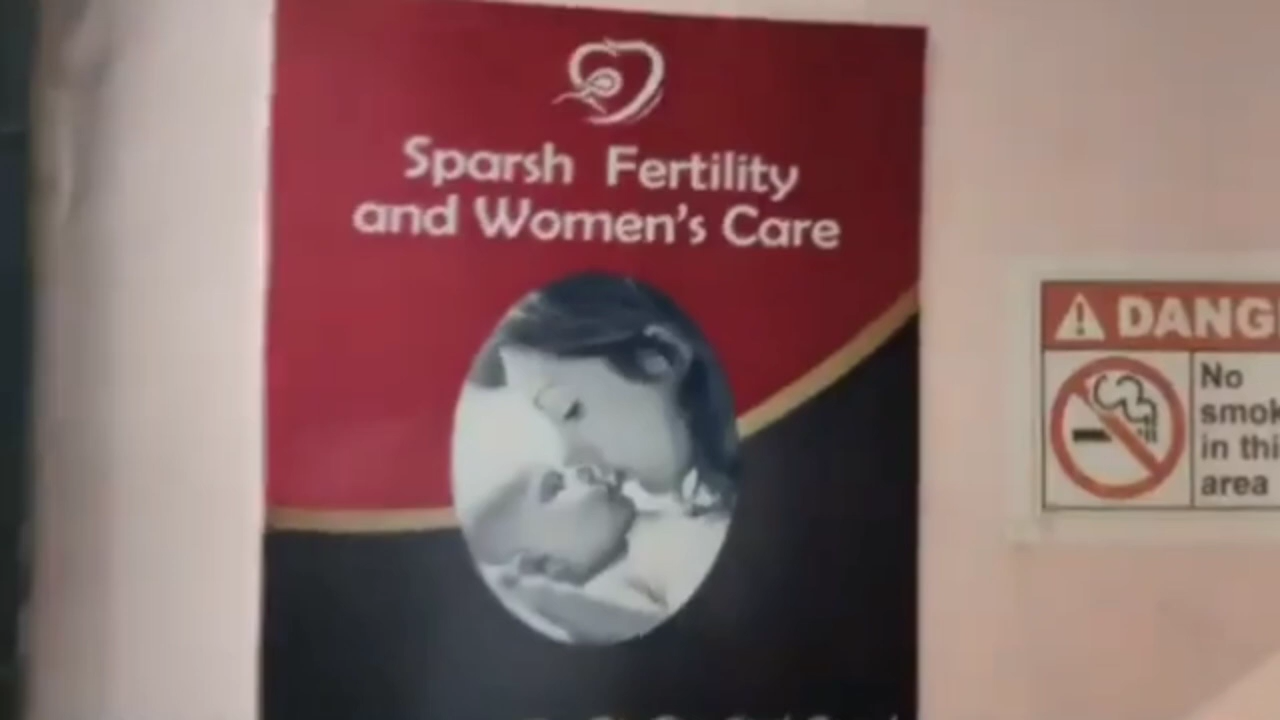 Sparsh Fertility
and Women's Care
DANG
No
smok
in thi
area